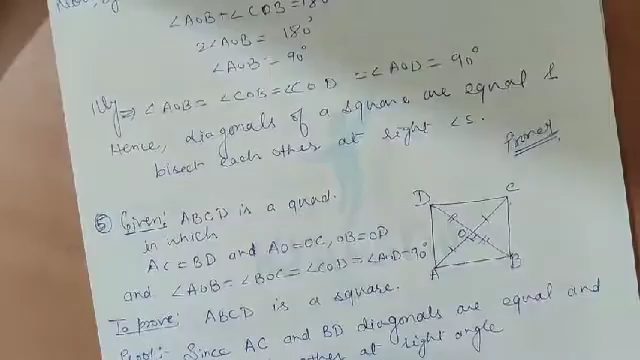 ∠AOB + ∠COB = 180°
2∠AOB = 180°
∠AOB = 90°
Illy ⇒ ∠AOB = ∠COB = ∠COD = ∠AOD = 90°
Hence, diagonals of a square are equal &
bisect each other at right ∠s.
Proved
⑤ Given: ABCD is a quad.
in which
AC = BD and AO = OC, OB = OD
and ∠AOB = ∠BOC = ∠COD = ∠AOD = 90°
D
C
O
A
B
To prove: ABCD is a square.
Proof:- Since AC and BD diagonals are equal and
other at right angle